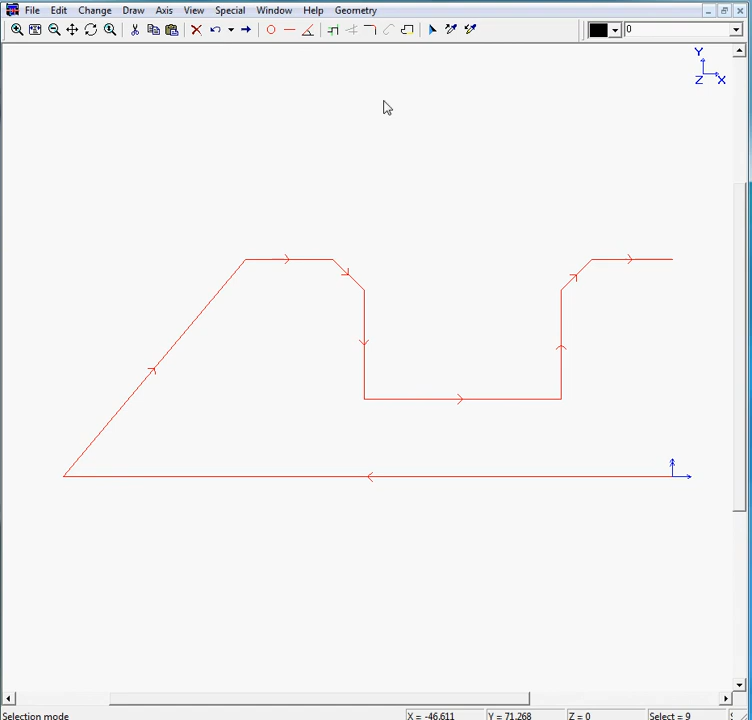 File Edit Change Draw Axis View Special Window Help Geometry
0
Y
Z X
Selection mode X = -46.611 Y = 71.268 Z = 0 Select = 9